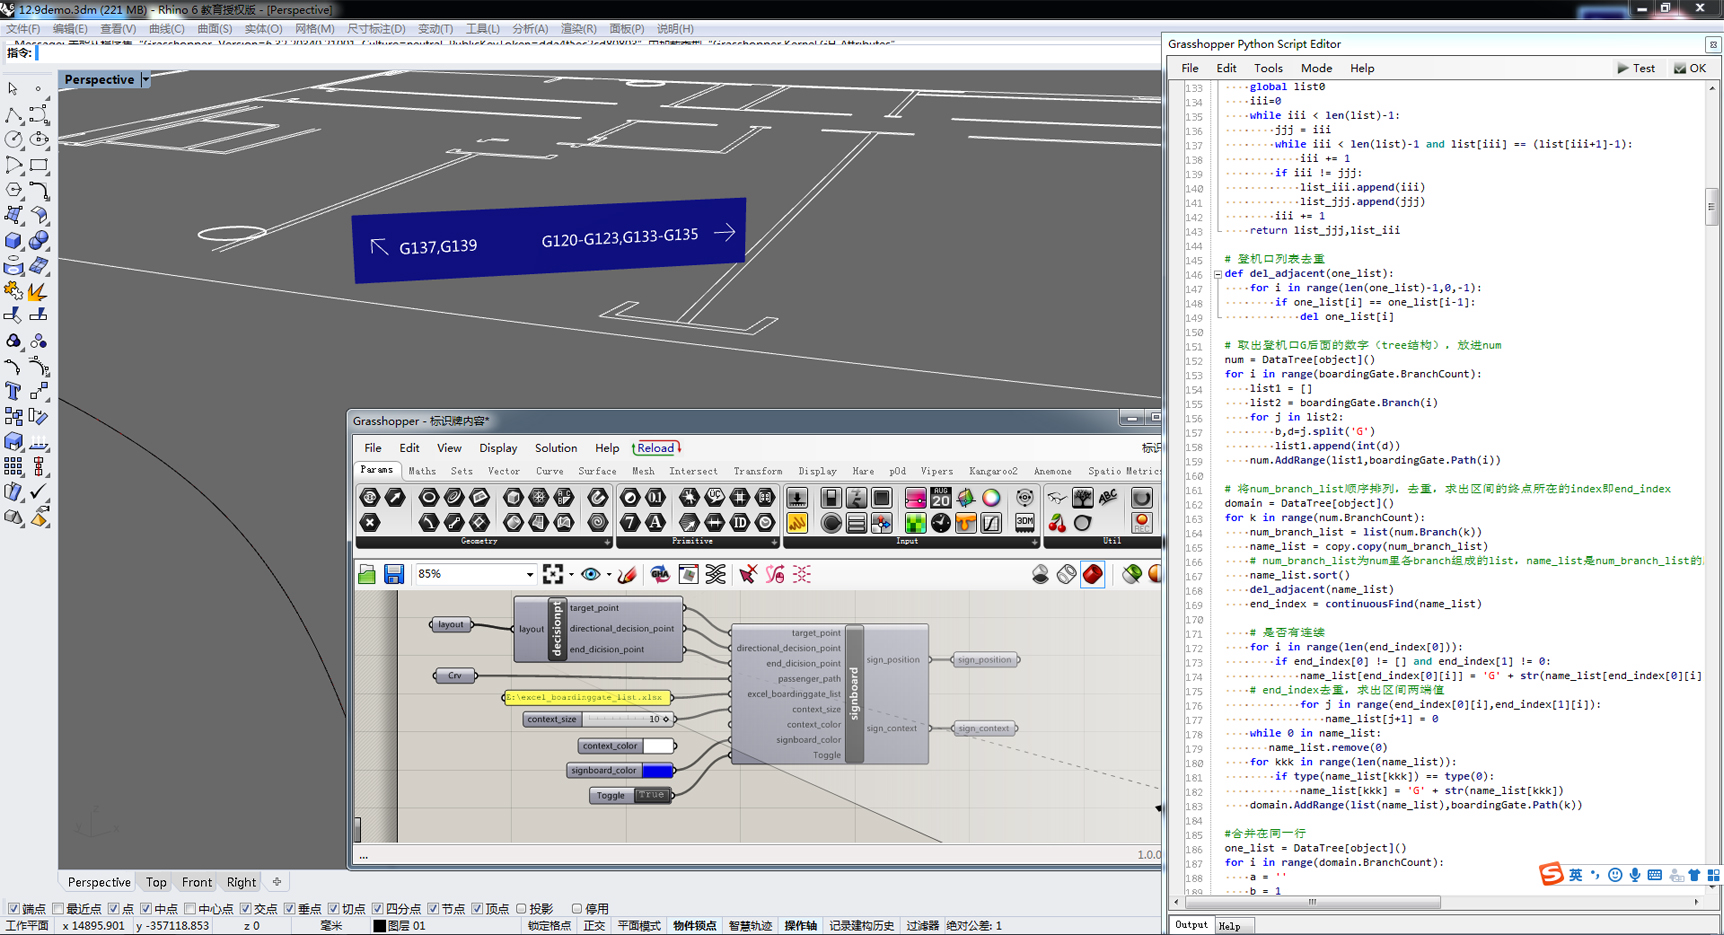 12.9demo.3dm (221 MB) - Rhino 6 教育授权版 - [Perspective]
文件(F) 编辑(E) 查看(V) 曲线(C) 曲面(S) 实体(O) 网格(M) 尺寸标注(D) 变动(T) 工具(L) 分析(A) 渲染(R) 面板(P) 说明(H)
指令:
Perspective
G137,G139
G120-G123,G133-G135
Grasshopper - 标识牌内容*
File Edit View Display Solution Help Reload 标识
Params Maths Sets Vector Curve Surface Mesh Intersect Transform Display Hare pOd Vipers Kangaroo2 Anemone Spatio Metrics
Geometry Primitive Input Util
85%
layout
layout
decisionpt
target_point
directional_decision_point
end_dicision_point
Crv
E:\excel_boardinggate_list.xlsx
context_size 10
context_color
signboard_color
Toggle True
target_point
directional_decision_point
end_dicision_point
passenger_path
excel_boardinggate_list
context_size
context_color
signboard_color
Toggle
signboard
sign_position
sign_context
sign_position
sign_context
...
1.0.0
Perspective Top Front Right
端点 最近点 点 中点 中心点 交点 垂点 切点 四分点 节点 顶点 投影 停用
工作平面 x 14895.901 y -357118.853 z 0 毫米 图层 01 锁定格点 正交 平面模式 物件锁点 智慧轨迹 操作轴 记录建构历史 过滤器 绝对公差: 1
Grasshopper Python Script Editor
File Edit Tools Mode Help Test OK
133 global list0
134 iii=0
135 while iii < len(list)-1:
136 jjj = iii
137 while iii < len(list)-1 and list[iii] == (list[iii+1]-1):
138 iii += 1
139 if iii != jjj:
140 list_iii.append(iii)
141 list_jjj.append(jjj)
142 iii += 1
143 return list_jjj,list_iii
144
145 # 登机口列表去重
146 def del_adjacent(one_list):
147 for i in range(len(one_list)-1,0,-1):
148 if one_list[i] == one_list[i-1]:
149 del one_list[i]
150
151 # 取出登机口G后面的数字（tree结构），放进num
152 num = DataTree[object]()
153 for i in range(boardingGate.BranchCount):
154 list1 = []
155 list2 = boardingGate.Branch(i)
156 for j in list2:
157 b,d=j.split('G')
158 list1.append(int(d))
159 num.AddRange(list1,boardingGate.Path(i))
160
161 # 将num_branch_list顺序排列，去重，求出区间的终点所在的index即end_index
162 domain = DataTree[object]()
163 for k in range(num.BranchCount):
164 num_branch_list = list(num.Branch(k))
165 name_list = copy.copy(num_branch_list)
166 # num_branch_list为num里各branch组成的list，name_list是num_branch_list的
167 name_list.sort()
168 del_adjacent(name_list)
169 end_index = continuousFind(name_list)
170
171 # 是否有连续
172 for i in range(len(end_index[0])):
173 if end_index[0] != [] and end_index[1] != 0:
174 name_list[end_index[0][i]] = 'G' + str(name_list[end_index[0][i]
175 # end_index去重，求出区间两端值
176 for j in range(end_index[0][i],end_index[1][i]):
177 name_list[j+1] = 0
178 while 0 in name_list:
179 name_list.remove(0)
180 for kkk in range(len(name_list)):
181 if type(name_list[kkk]) == type(0):
182 name_list[kkk] = 'G' + str(name_list[kkk])
183 domain.AddRange(list(name_list),boardingGate.Path(k))
184
185 #合并在同一行
186 one_list = DataTree[object]()
187 for i in range(domain.BranchCount):
188 a = ''
189 b = 1
英
Output Help